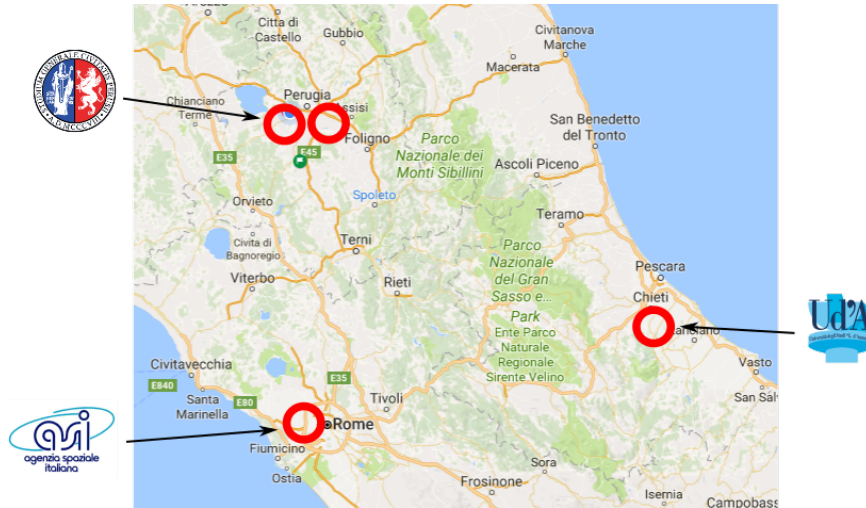 Città di
Castello
Gubbio
Civitanova
Marche
Macerata
Perugia
Assisi
Chianciano
Terme
Foligno
E35
E45
Parco
Nazionale dei
Monti Sibillini
San Benedetto
del Tronto
Ascoli Piceno
Spoleto
Orvieto
Teramo
Civita di
Bagnoregio
Terni
Viterbo
Rieti
Parco
Nazionale
del Gran
Sasso e...
Pescara
Chieti
Park
Ente Parco
Naturale
Regionale
Sirente Velino
Ud'A
Vasto
San Sal
Civitavecchia
E840
Santa
Marinella
E80
E35
Tivoli
Rome
Fiumicino
Ostia
asi
agenzia spaziale
italiana
Sora
Frosinone
Isernia
Campobass